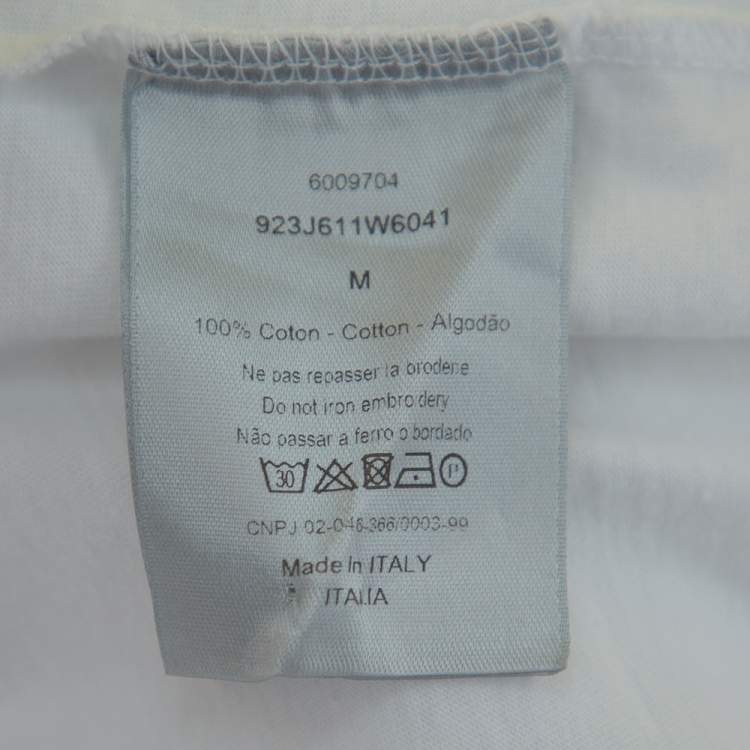 6009704
923J611W6041
M
100% Coton - Cotton - Algodão
Ne pas repasser la broderie
Do not iron embroidery
Não passar a ferro o bordado
30 P
CNPJ 02-046-366/0003-99
Made In ITALY
ITALIA